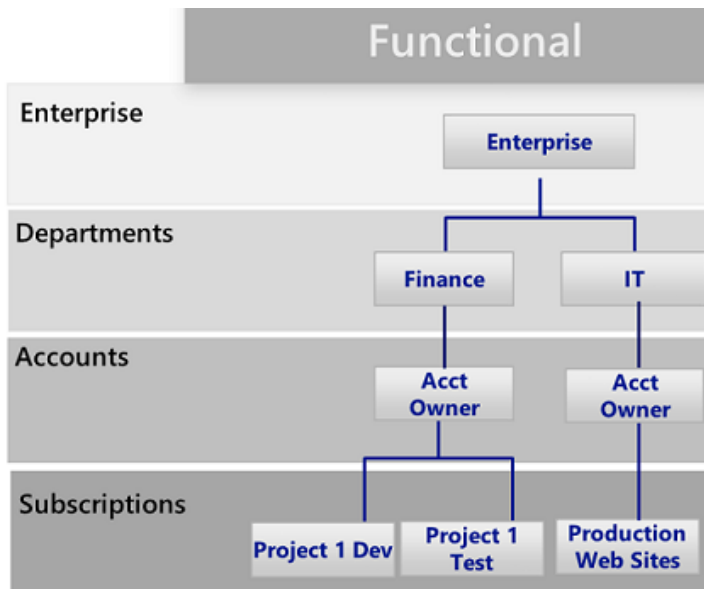 Functional
Enterprise
Enterprise
Departments
Finance
IT
Accounts
Acct
Owner
Acct
Owner
Subscriptions
Project 1 Dev
Project 1
Test
Production
Web Sites